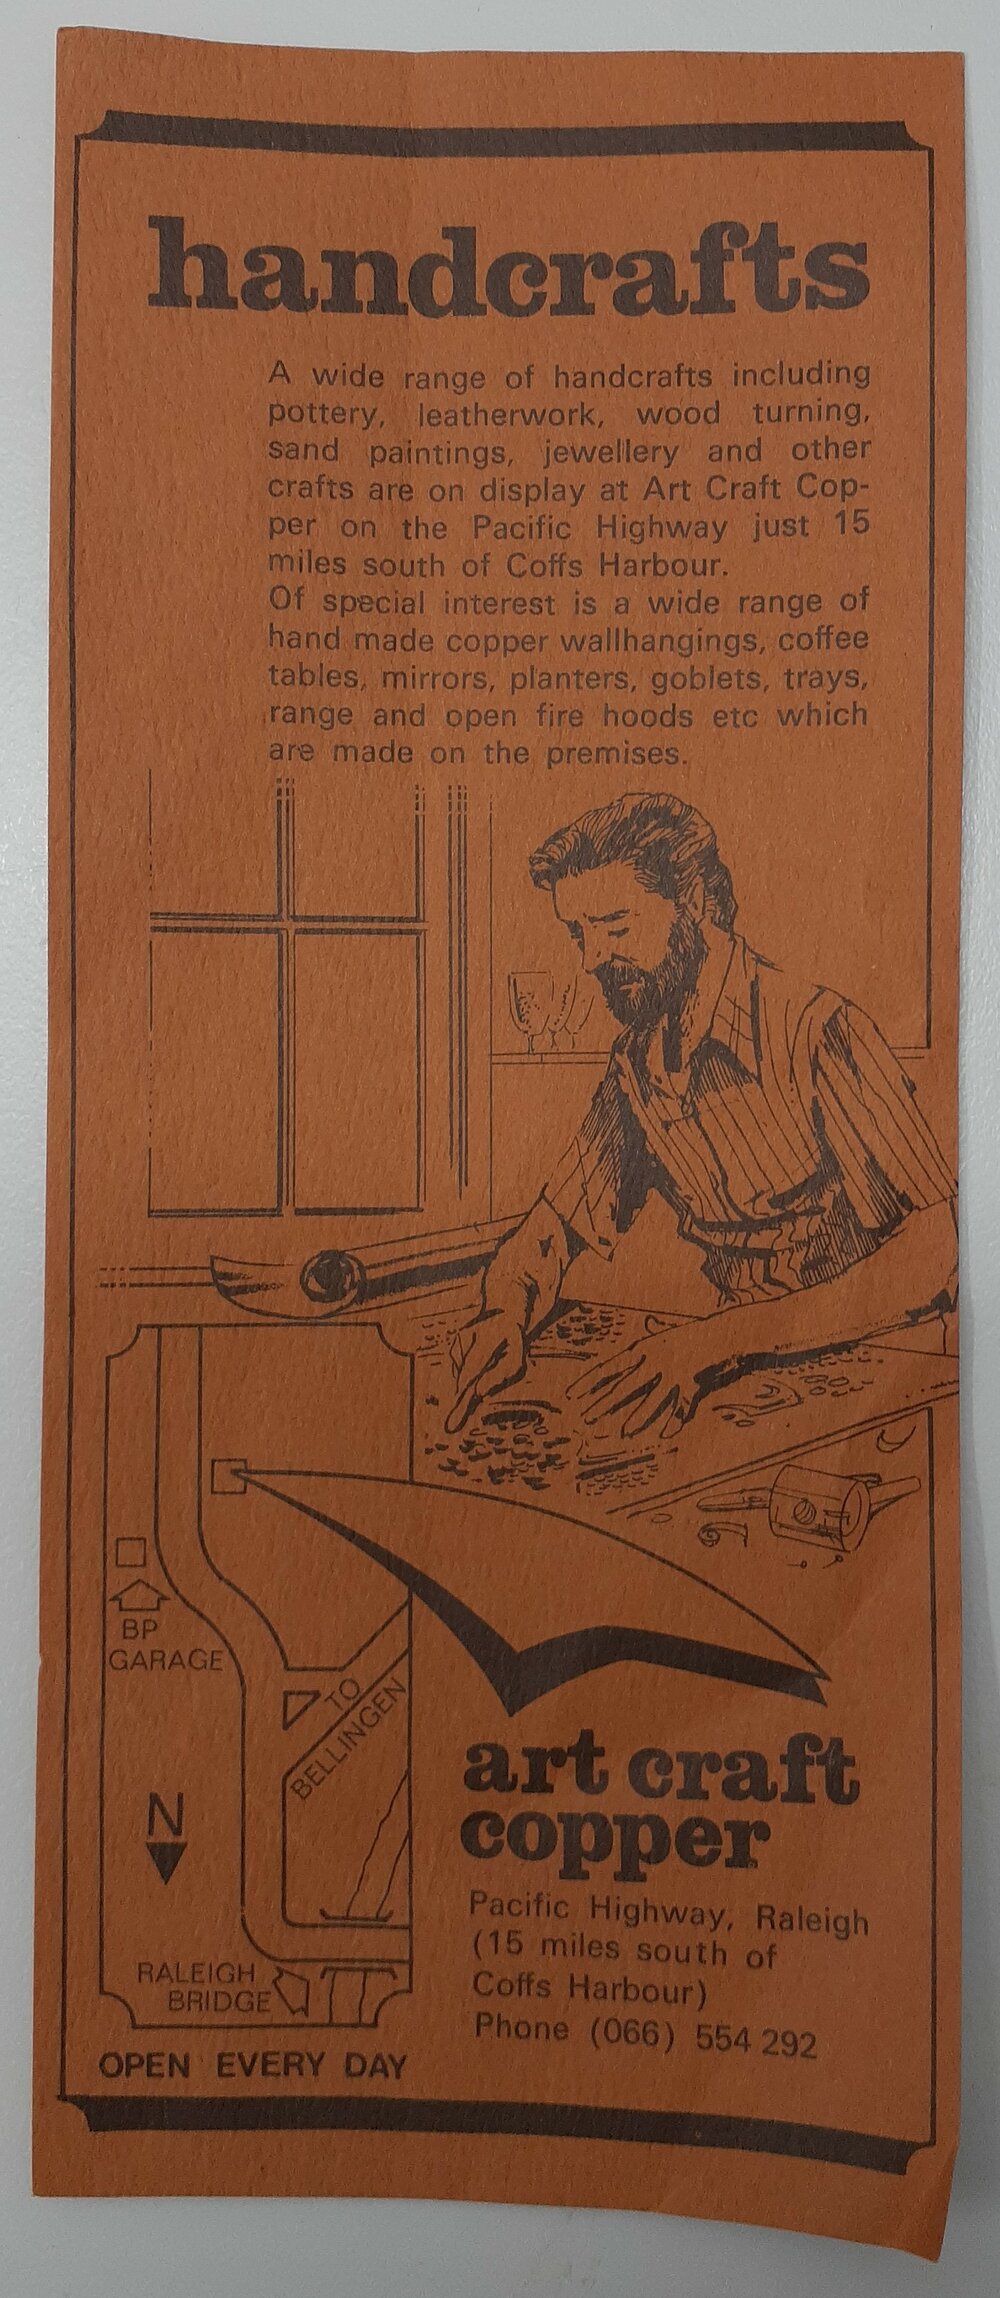 handcrafts
A wide range of handcrafts including
pottery, leatherwork, wood turning,
sand paintings, jewellery and other
crafts are on display at Art Craft Cop-
per on the Pacific Highway just 15
miles south of Coffs Harbour.
Of special interest is a wide range of
hand made copper wallhangings, coffee
tables, mirrors, planters, goblets, trays,
range and open fire hoods etc which
are made on the premises.
BP
GARAGE
TO
BELLINGEN
N
RALEIGH
BRIDGE
OPEN EVERY DAY
art craft
copper
Pacific Highway, Raleigh
(15 miles south of
Coffs Harbour)
Phone (066) 554 292